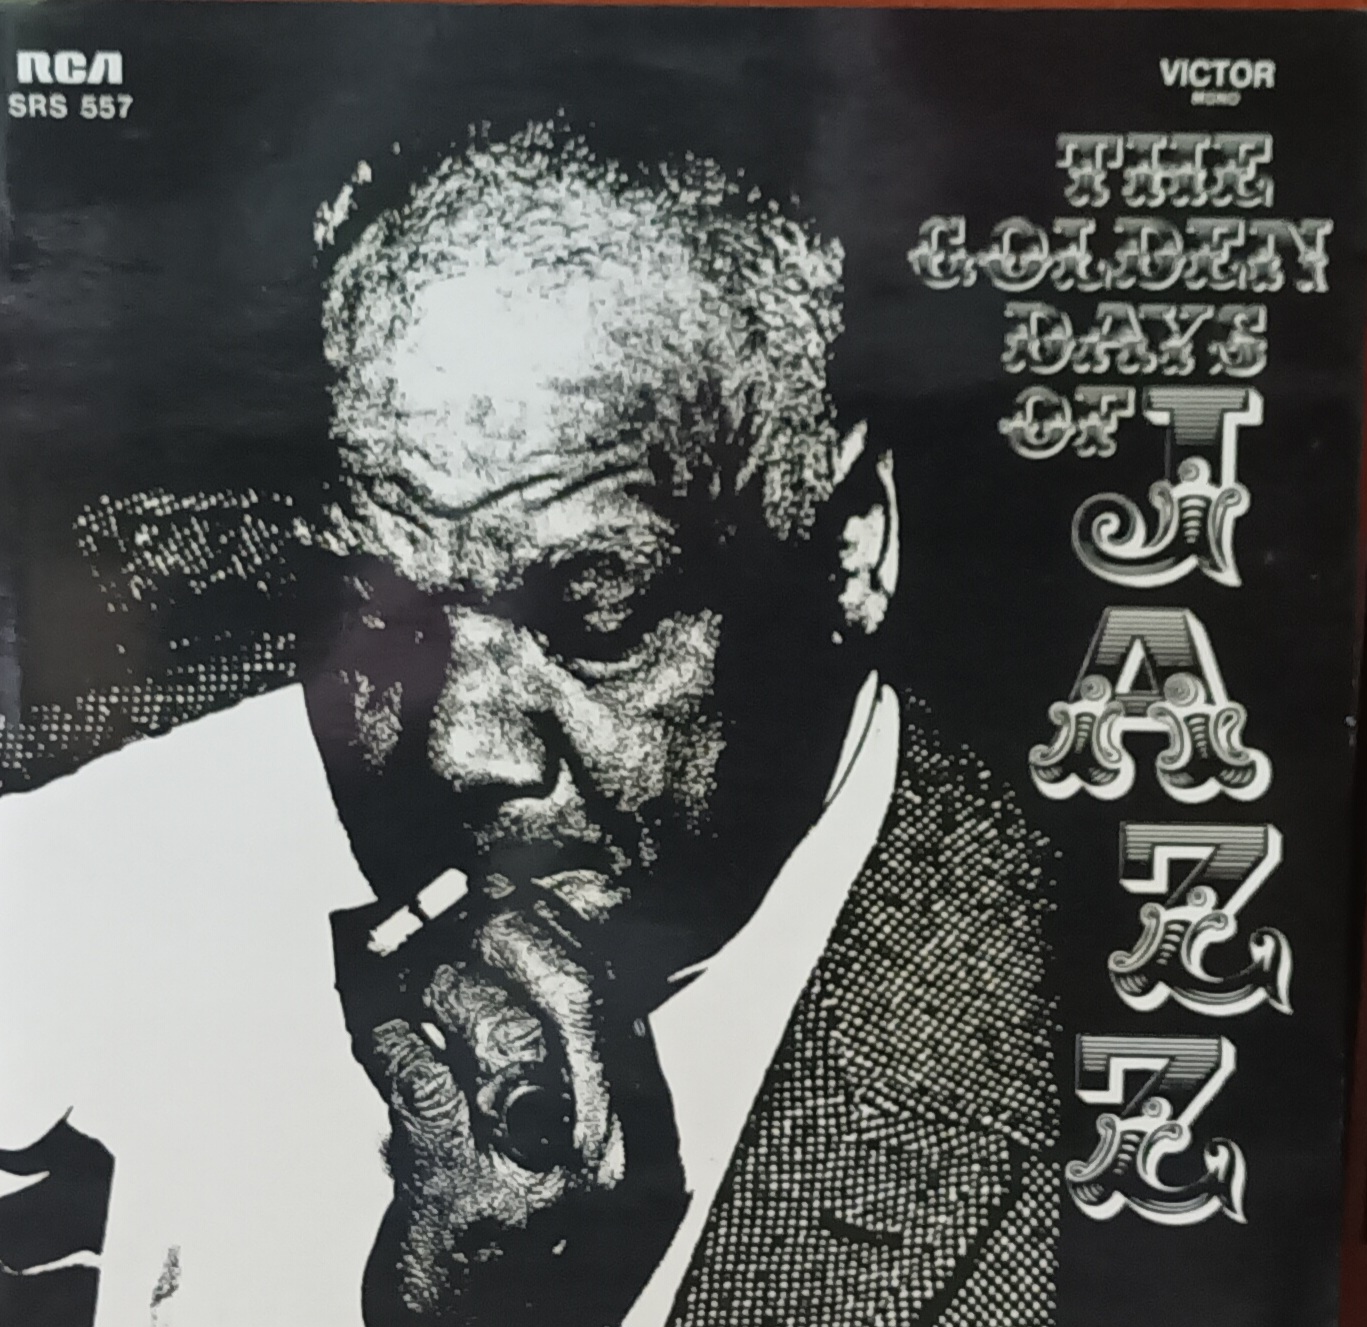 RCA
SRS 557
VICTOR
MONO
THE
GOLDEN
DAYS
OF JAZZ